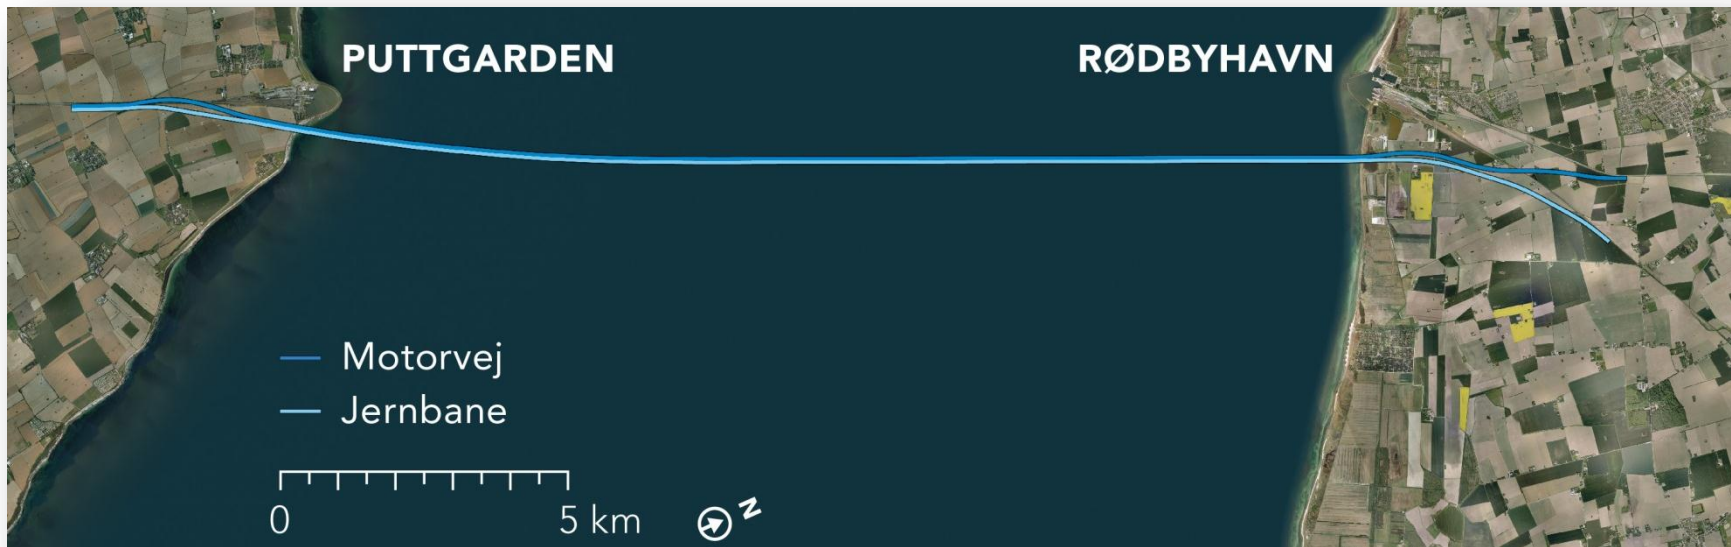 PUTTGARDEN
RØDBYHAVN
Motorvej
Jernbane
0
5 km
N